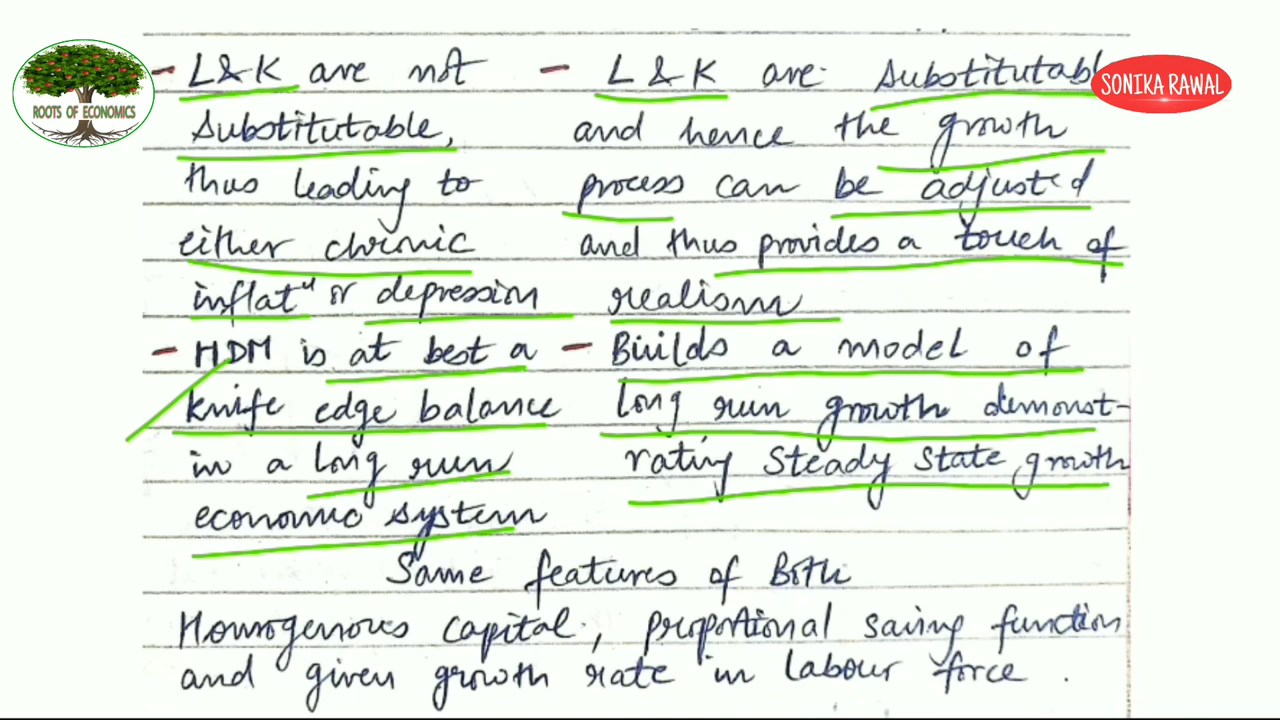 ROOTS OF ECONOMICS
SONIKA RAWAL
- L&K are not
Substitutable,
thus leading to
either chronic
inflatⁿ or depression
- HDM is at best a
knife edge balance
in a long run
economic system
- L & K are substitutabl
and hence the growth
process can be adjusted
and thus provides a touch of
realism
- Builds a model of
long run growth demonst-
rating Steady State growth
Same features of Both
Homogenous capital, proportional saving function
and given growth rate in labour force.